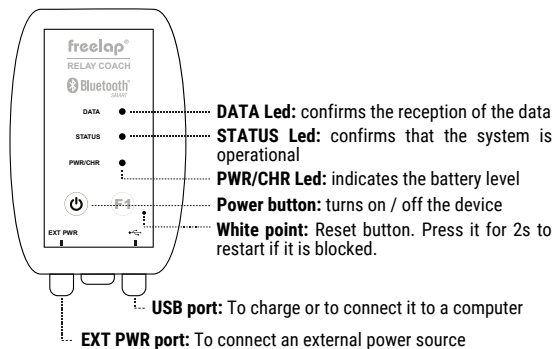 freelap®
RELAY COACH
Bluetooth®
SMART
DATA
STATUS
PWR/CHR
F1
EXT PWR
DATA Led: confirms the reception of the data
STATUS Led: confirms that the system is
operational
PWR/CHR Led: indicates the battery level
Power button: turns on / off the device
White point: Reset button. Press it for 2s to
restart if it is blocked.
USB port: To charge or to connect it to a computer
EXT PWR port: To connect an external power source